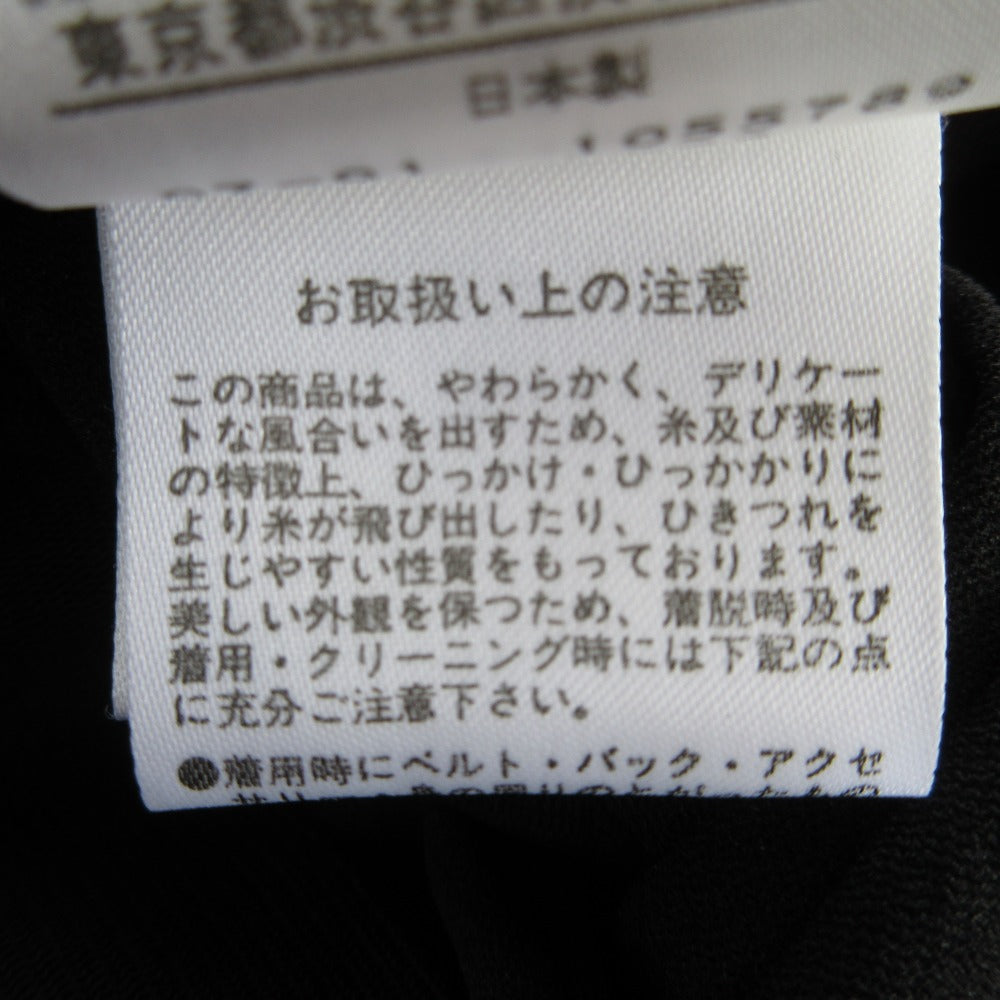 東京都渋谷区
日本製
1055789
お取扱い上の注意
この商品は、やわらかく、デリケー
トな風合いを出すため、糸及び素材
の特徴上、ひっかけ・ひっかかりに
より糸が飛び出したり、ひきつれを
生じやすい性質をもっております。
美しい外観を保つため、着脱時及び
着用・クリーニング時には下記の点
に充分ご注意下さい。
●着用時にベルト・バック・アクセ